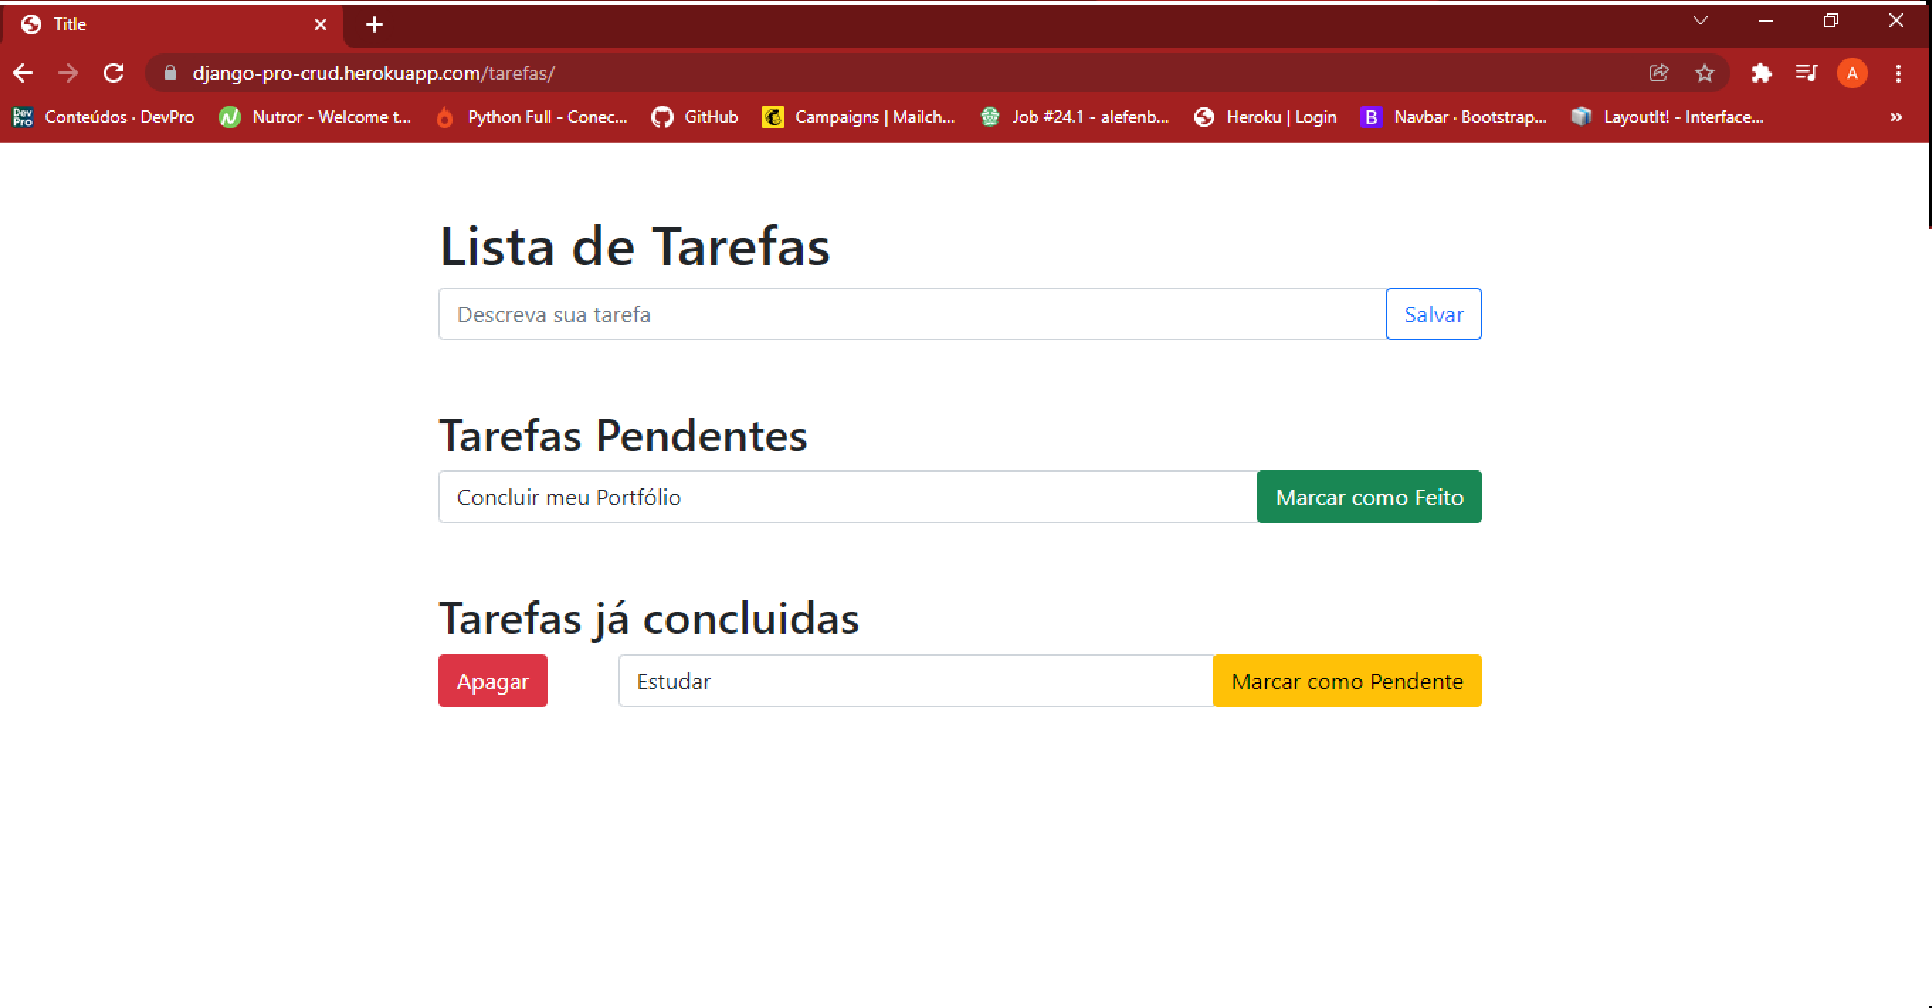 Title
django-pro-crud.herokuapp.com/tarefas/
A
Dev Pro Conteúdos · DevPro Nutror - Welcome t... Python Full - Conec... GitHub Campaigns | Mailch... Job #24.1 - alefenb... Heroku | Login B Navbar · Bootstrap... LayoutIt! - Interface... »
Lista de Tarefas
Descreva sua tarefa Salvar
Tarefas Pendentes
Concluir meu Portfólio Marcar como Feito
Tarefas já concluidas
Apagar Estudar Marcar como Pendente